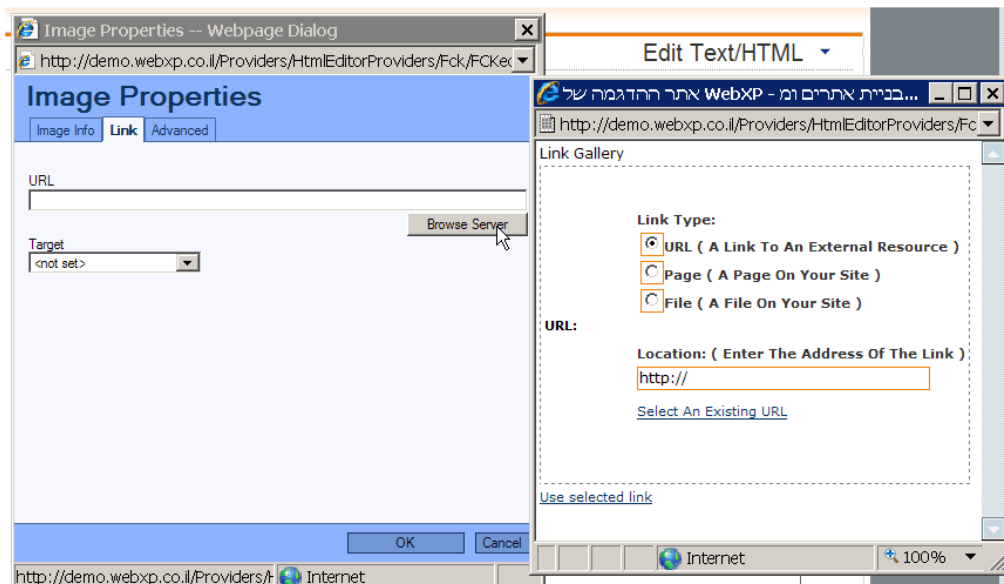 Image Properties -- Webpage Dialog
http://demo.webxp.co.il/Providers/HtmlEditorProviders/Fck/FCKec
Image Properties
Image Info Link Advanced
URL
Browse Server
Target
<not set>
OK Cancel
http://demo.webxp.co.il/Providers/H Internet
Edit Text/HTML
אתר ההדגמה של WebXP - בניית אתרים ומ...
http://demo.webxp.co.il/Providers/HtmlEditorProviders/Fc
Link Gallery
Link Type:
URL ( A Link To An External Resource )
Page ( A Page On Your Site )
File ( A File On Your Site )
URL:
Location: ( Enter The Address Of The Link )
http://
Select An Existing URL
Use selected link
Internet 100%